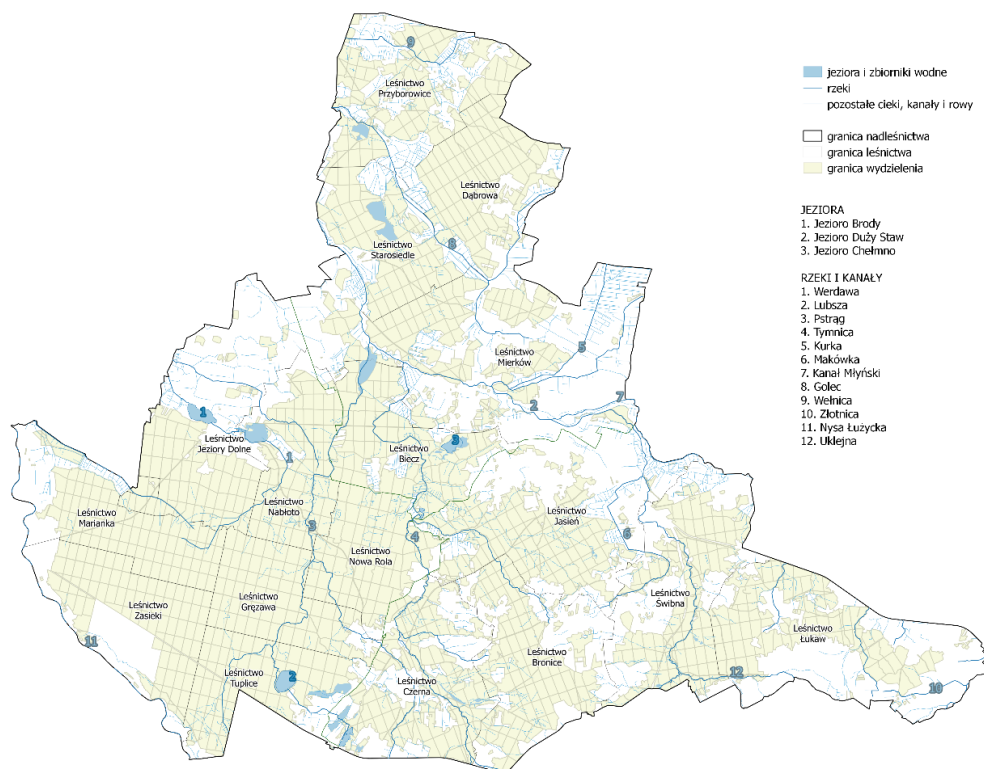 9
Leśnictwo
Przyborowice
Leśnictwo
Dąbrowa
8
Leśnictwo
Starosiedle
Leśnictwo
Mierków
5
2
7
1
Leśnictwo
Jeziory Dolne
1
Leśnictwo
Biecz
3
Leśnictwo
Marianka
Leśnictwo
Nabłoto
3
4
Leśnictwo
Jasień
6
Leśnictwo
Nowa Rola
Leśnictwo
Zasieki
Leśnictwo
Gręzawa
Leśnictwo
Świbna
Leśnictwo
Łukaw
11
Leśnictwo
Tuplice
2
Leśnictwo
Czerna
Leśnictwo
Bronice
12
10
jeziora i zbiorniki wodne
rzeki
pozostałe cieki, kanały i rowy
granica nadleśnictwa
granica leśnictwa
granica wydzielenia
JEZIORA
1. Jezioro Brody
2. Jezioro Duży Staw
3. Jezioro Chełmno
RZEKI I KANAŁY
1. Werdawa
2. Lubsza
3. Pstrąg
4. Tymnica
5. Kurka
6. Makówka
7. Kanał Młyński
8. Golec
9. Wełnica
10. Złotnica
11. Nysa Łużycka
12. Uklejna